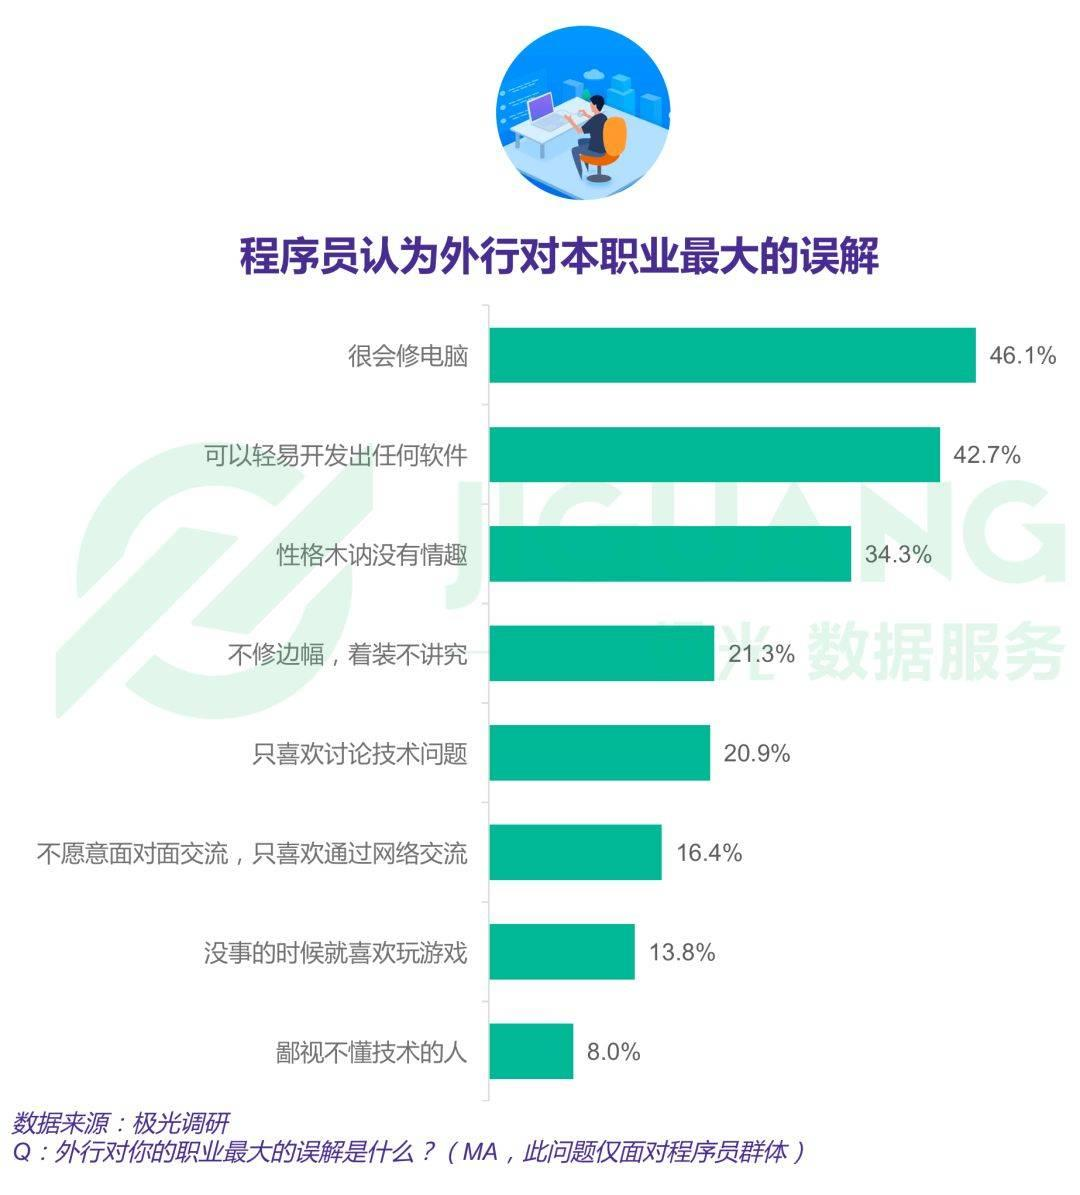 程序员认为外行对本职业最大的误解
很会修电脑 46.1%
可以轻易开发出任何软件 42.7%
性格木讷没有情趣 34.3%
不修边幅，着装不讲究 21.3%
只喜欢讨论技术问题 20.9%
不愿意面对面交流，只喜欢通过网络交流 16.4%
没事的时候就喜欢玩游戏 13.8%
鄙视不懂技术的人 8.0%
JIGUANG
极光 数据服务
数据来源：极光调研
Q：外行对你的职业最大的误解是什么？（MA，此问题仅面对程序员群体）